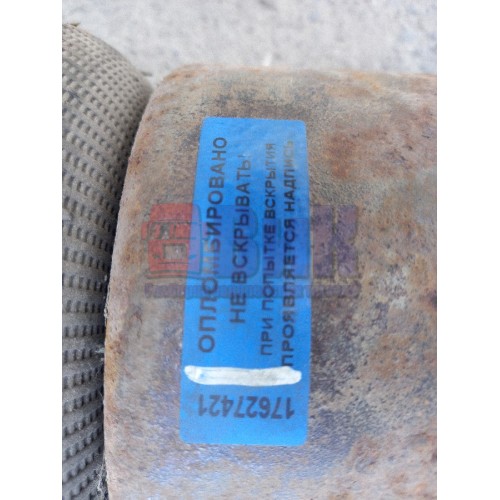 ОПЛОМБИРОВАНО
НЕ ВСКРЫВАТЬ!
ПРИ ПОПЫТКЕ ВСКРЫТИЯ
ПРОЯВЛЯЕТСЯ НАДПИСЬ
17627421